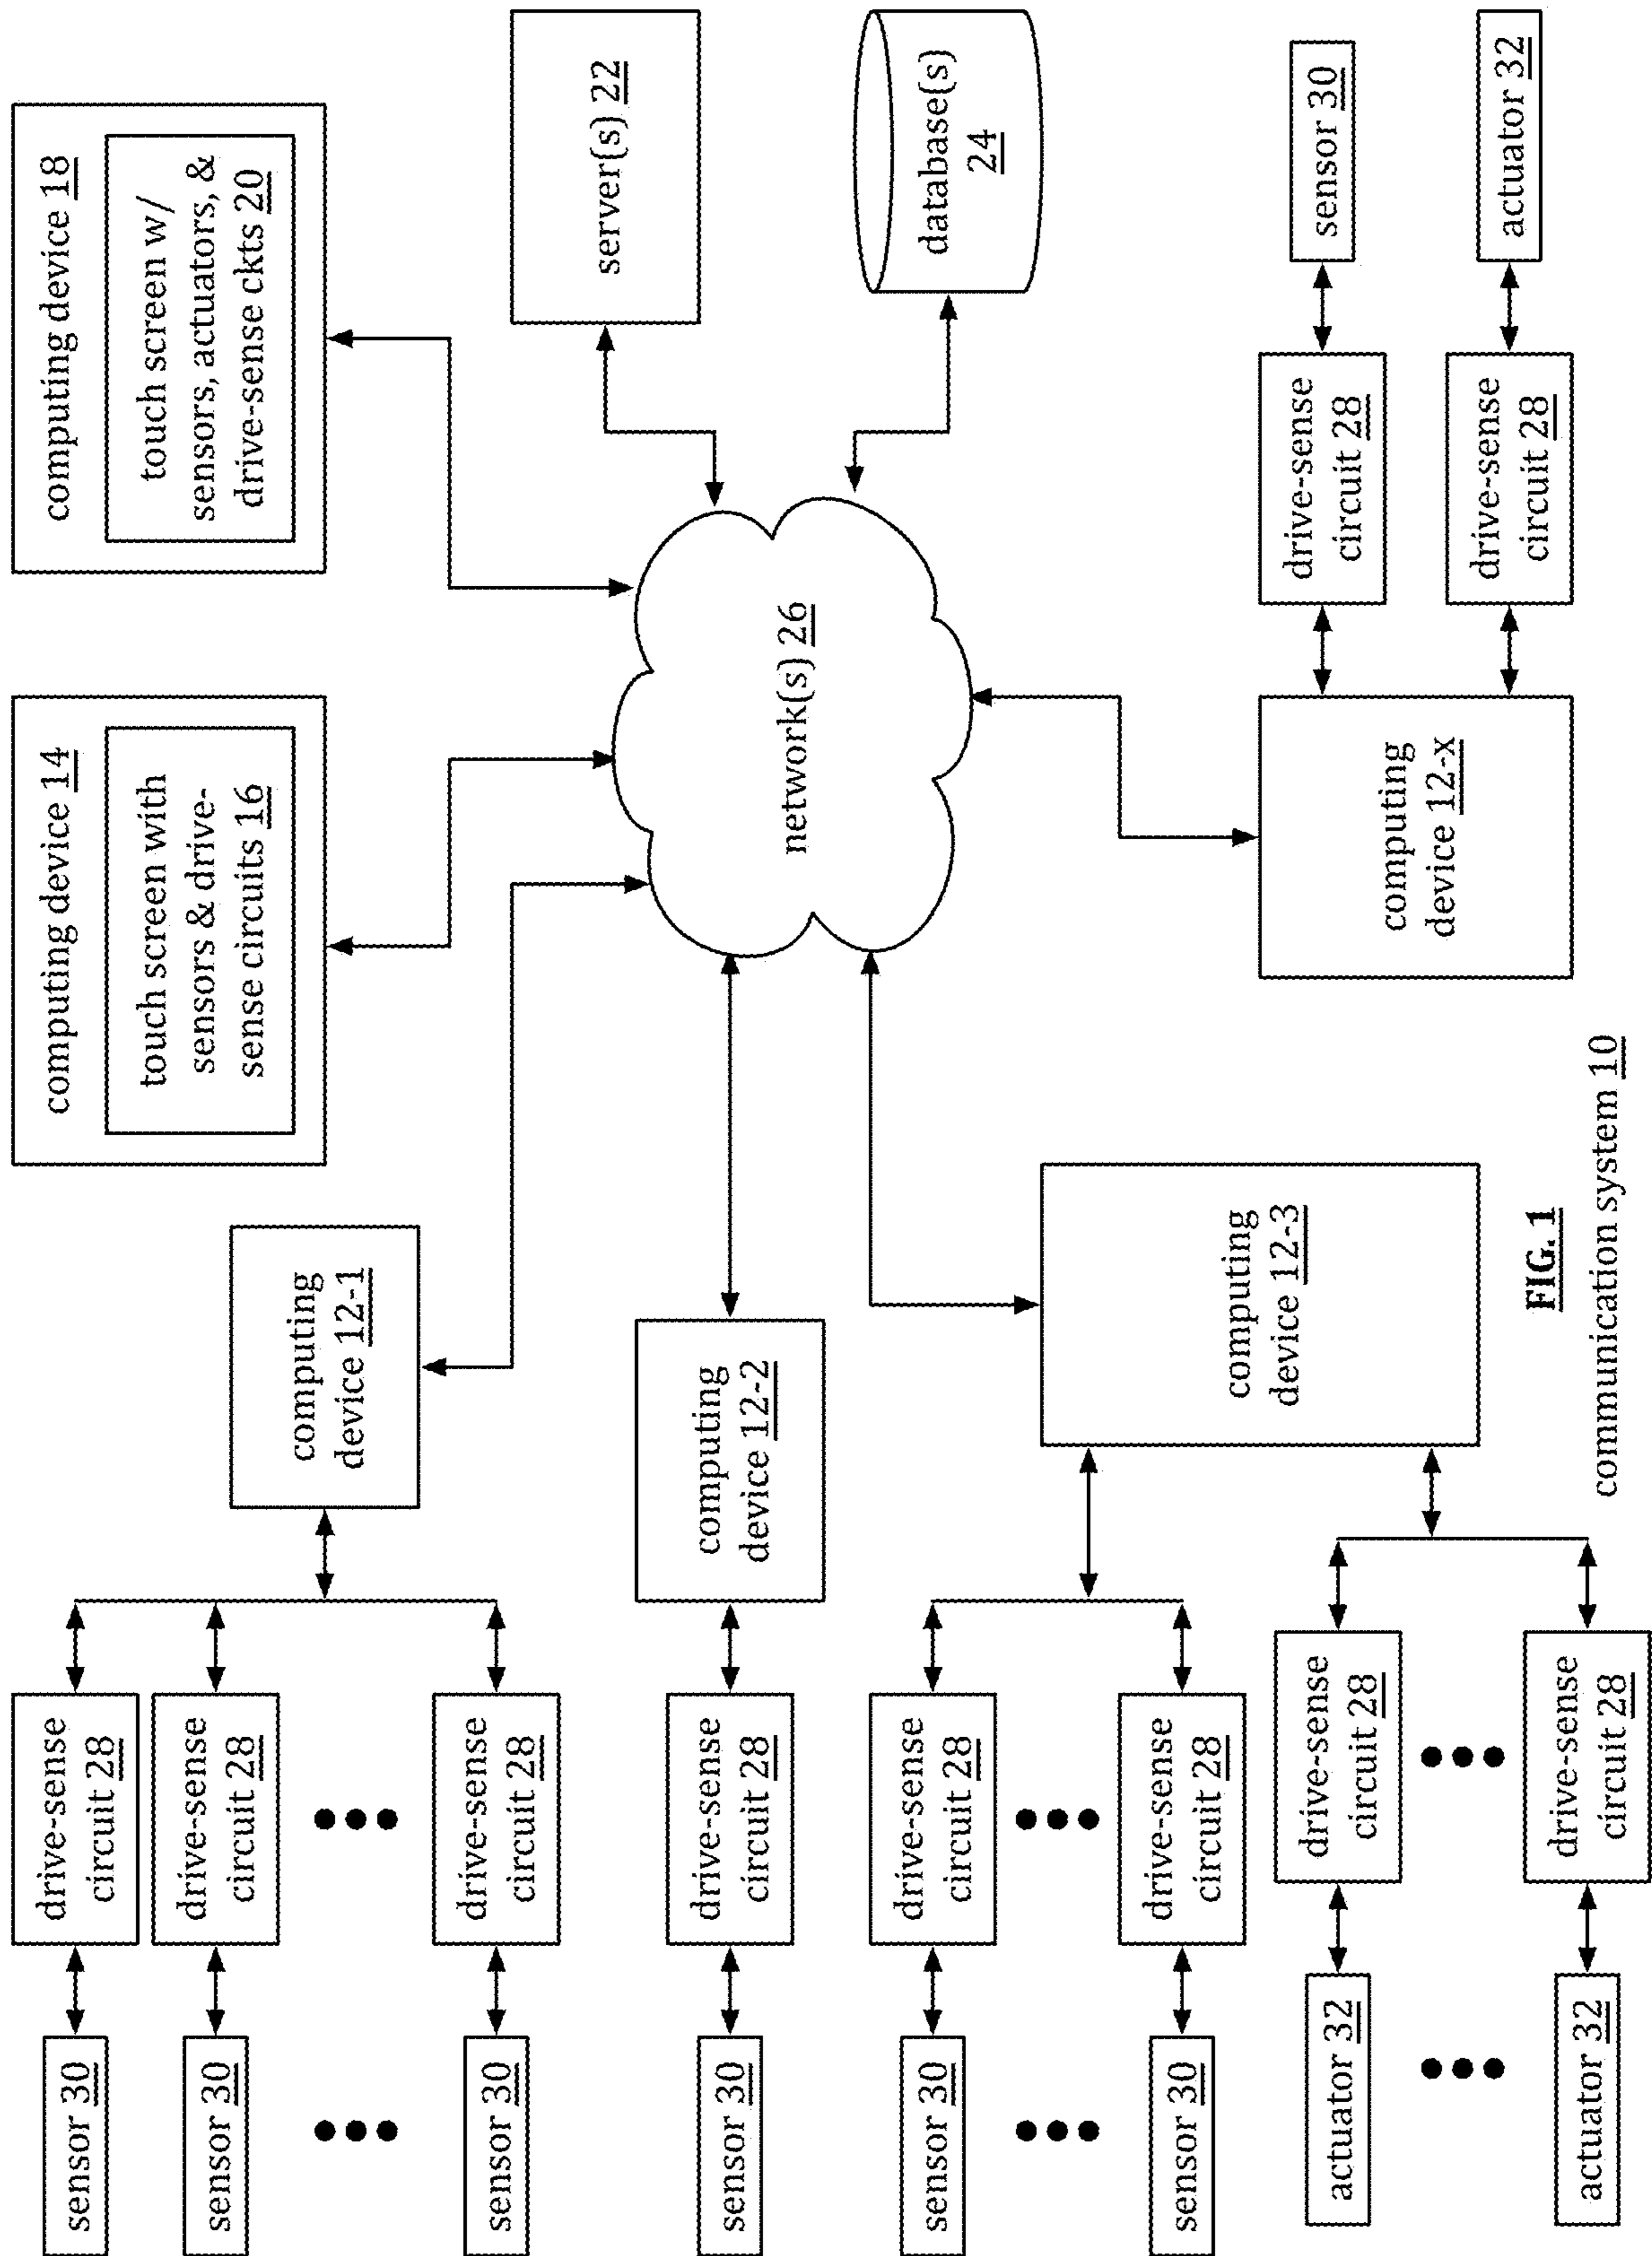 computing device 14
touch screen with
sensors & drive-
sense circuits 16
computing device 18
touch screen w/
sensors, actuators, &
drive-sense ckts 20
sensor 30
drive-sense
circuit 28
sensor 30
drive-sense
circuit 28
sensor 30
drive-sense
circuit 28
computing
device 12-1
server(s) 22
sensor 30
drive-sense
circuit 28
computing
device 12-2
network(s) 26
database(s)
24
sensor 30
drive-sense
circuit 28
sensor 30
drive-sense
circuit 28
computing
device 12-3
actuator 32
drive-sense
circuit 28
actuator 32
drive-sense
circuit 28
computing
device 12-x
drive-sense
circuit 28
sensor 30
drive-sense
circuit 28
actuator 32
FIG. 1
communication system 10